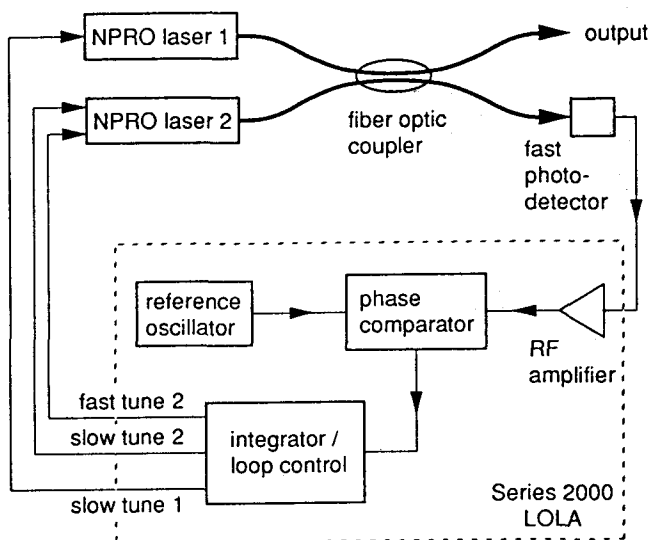 NPRO laser 1
output
NPRO laser 2
fiber optic
coupler
fast
photo-
detector
reference
oscillator
phase
comparator
RF
amplifier
fast tune 2
slow tune 2
slow tune 1
integrator /
loop control
Series 2000
LOLA